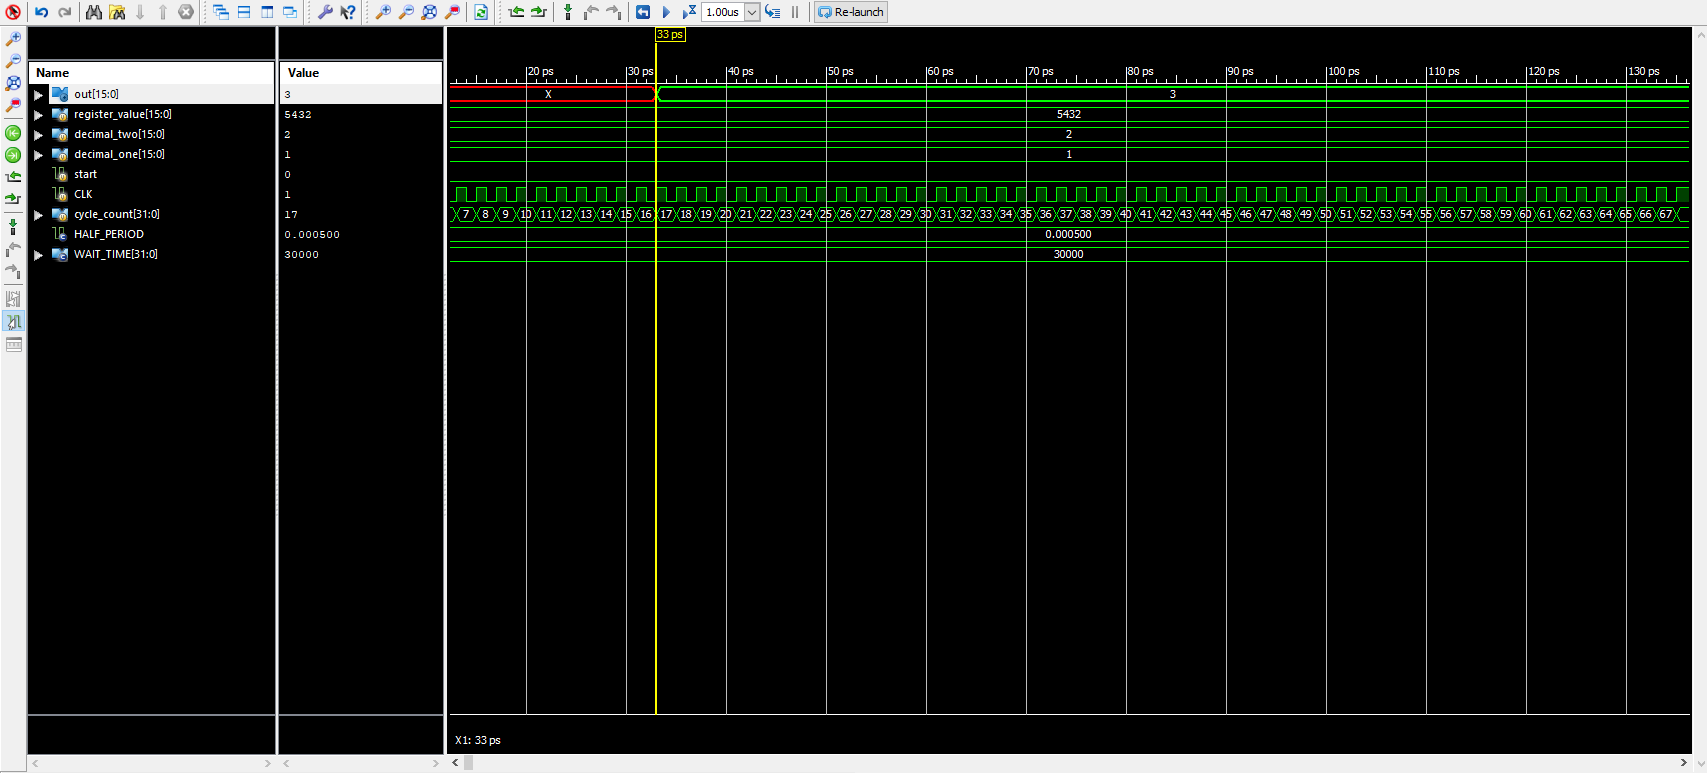 1.00us Re-launch
33 ps
Name Value
20 ps 30 ps 40 ps 50 ps 60 ps 70 ps 80 ps 90 ps 100 ps 110 ps 120 ps 130 ps
out[15:0] 3 X 3
register_value[15:0] 5432 5432
decimal_two[15:0] 2 2
decimal_one[15:0] 1 1
start 0
CLK 1
cycle_count[31:0] 17 7 8 9 10 11 12 13 14 15 16 17 18 19 20 21 22 23 24 25 26 27 28 29 30 31 32 33 34 35 36 37 38 39 40 41 42 43 44 45 46 47 48 49 50 51 52 53 54 55 56 57 58 59 60 61 62 63 64 65 66 67
HALF_PERIOD 0.000500 0.000500
WAIT_TIME[31:0] 30000 30000
X1: 33 ps